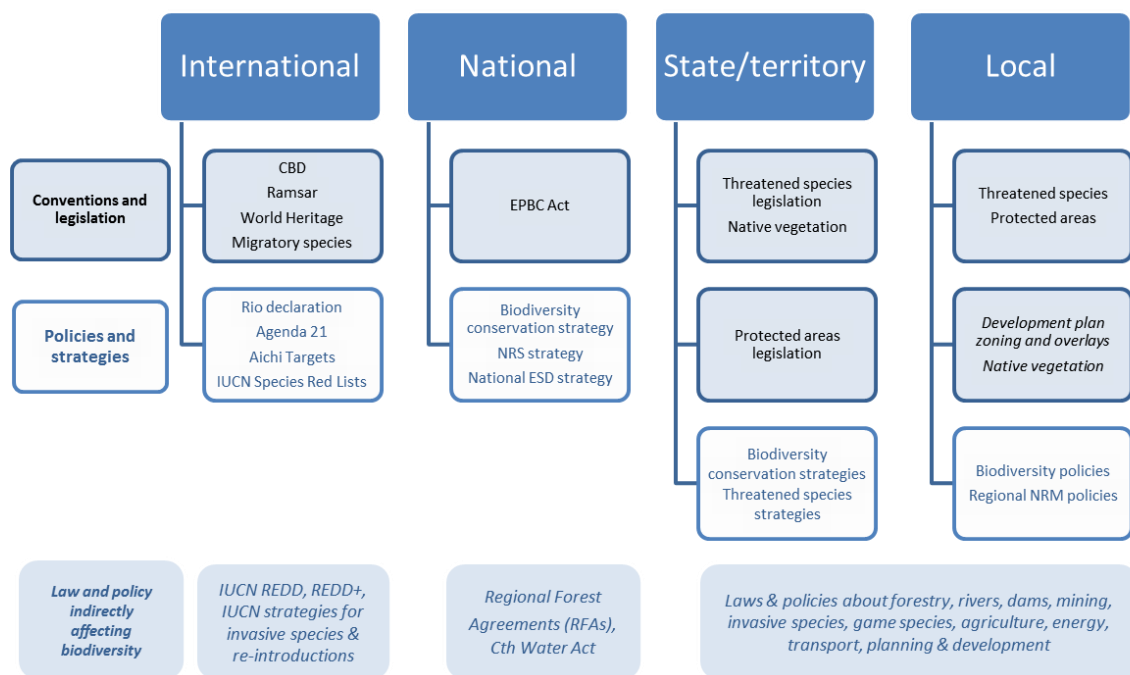 International
National
State/territory
Local
Conventions and
legislation
CBD
Ramsar
World Heritage
Migratory species
EPBC Act
Threatened species
legislation
Native vegetation
Threatened species
Protected areas
Policies and
strategies
Rio declaration
Agenda 21
Aichi Targets
IUCN Species Red Lists
Biodiversity
conservation strategy
NRS strategy
National ESD strategy
Protected areas
legislation
Development plan
zoning and overlays
Native vegetation
Biodiversity
conservation strategies
Threatened species
strategies
Biodiversity policies
Regional NRM policies
Law and policy
indirectly
affecting
biodiversity
IUCN REDD, REDD+,
IUCN strategies for
invasive species &
re-introductions
Regional Forest
Agreements (RFAs),
Cth Water Act
Laws & policies about forestry, rivers, dams, mining,
invasive species, game species, agriculture, energy,
transport, planning & development